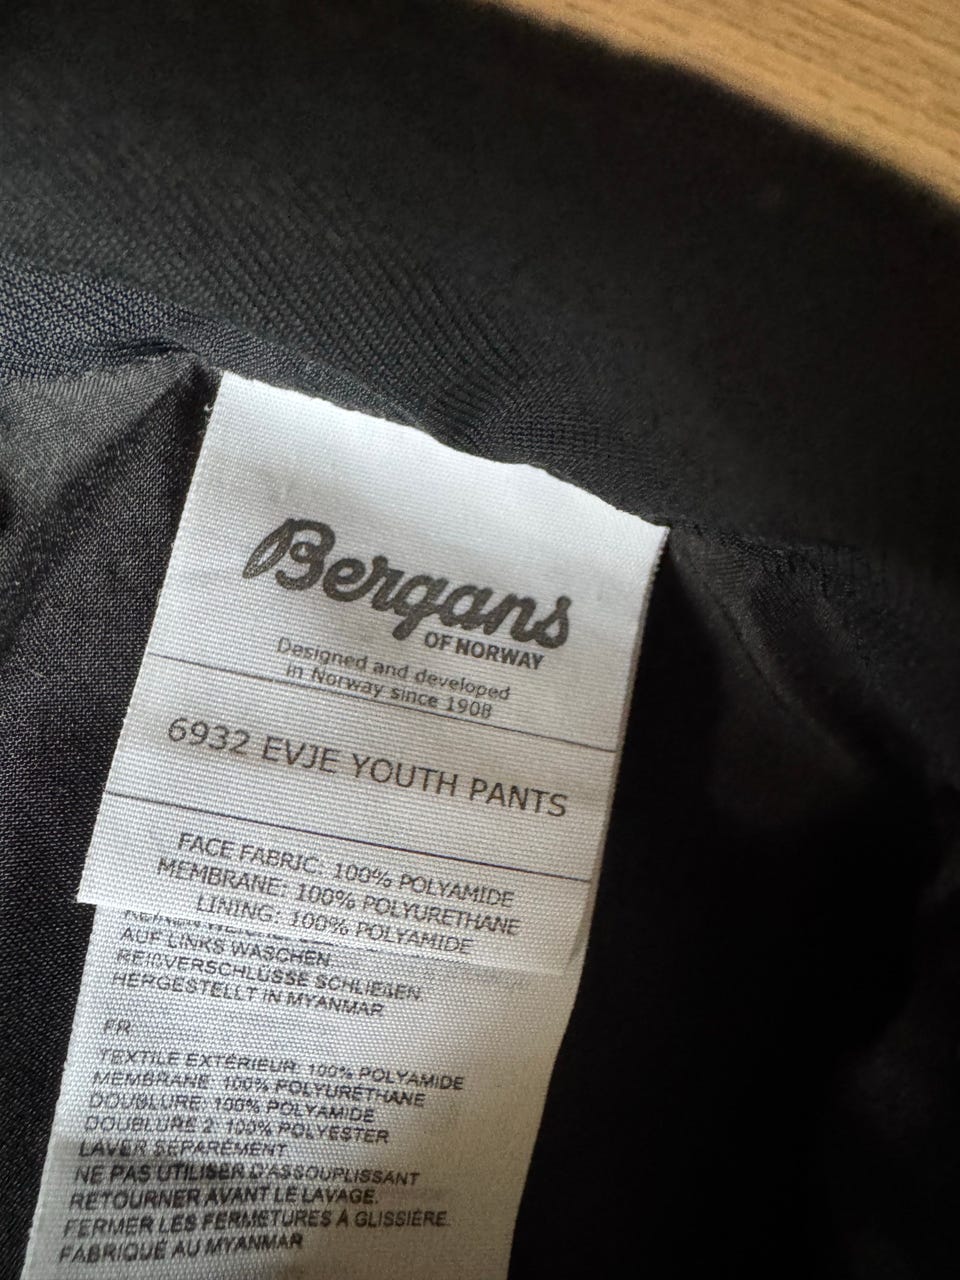 Bergans
OF NORWAY
Designed and developed
in Norway since 1908
6932 EVJE YOUTH PANTS
FACE FABRIC: 100% POLYAMIDE
MEMBRANE: 100% POLYURETHANE
LINING: 100% POLYAMIDE
AUF LINKS WASCHEN
REIßVERSCHLÜSSE SCHLIEßEN
HERGESTELLT IN MYANMAR
FR
TEXTILE EXTÉRIEUR: 100% POLYAMIDE
MEMBRANE: 100% POLYURÉTHANE
DOUBLURE: 100% POLYAMIDE
DOUBLURE 2: 100% POLYESTER
LAVER SÉPARÉMENT
NE PAS UTILISER D'ASSOUPLISSANT
RETOURNER AVANT LE LAVAGE.
FERMER LES FERMETURES À GLISSIÈRE.
FABRIQUÉ AU MYANMAR